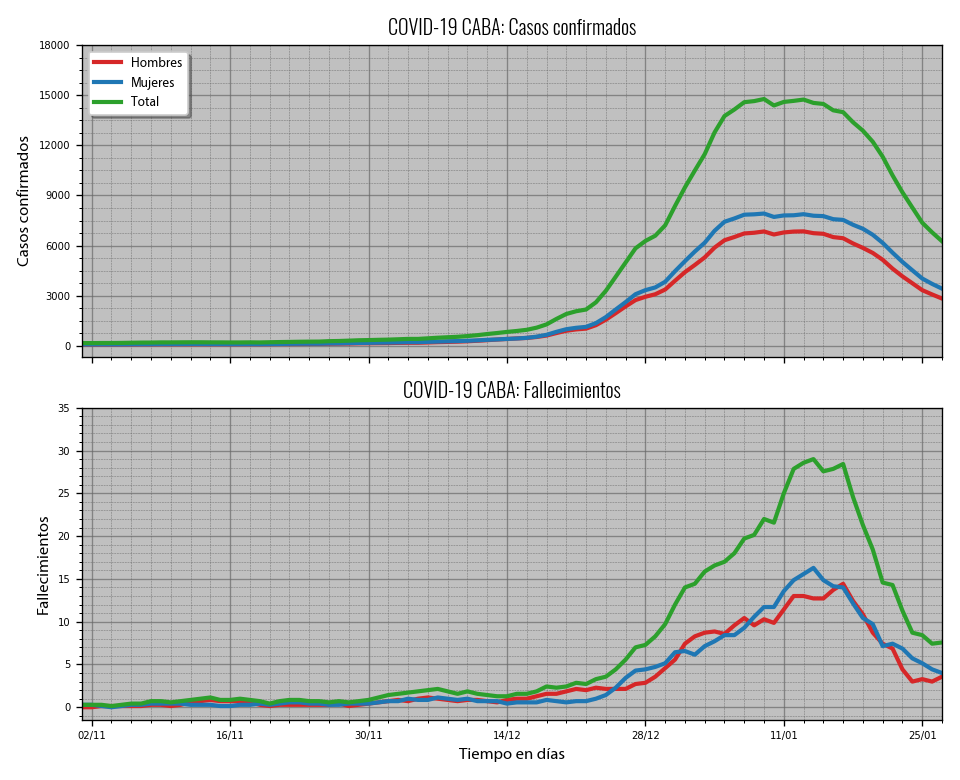 COVID-19 CABA: Casos confirmados
18000
15000
12000
9000
6000
3000
0
Casos confirmados
Hombres
Mujeres
Total
COVID-19 CABA: Fallecimientos
35
30
25
20
15
10
5
0
Fallecimientos
02/11
16/11
30/11
14/12
28/12
11/01
25/01
Tiempo en días